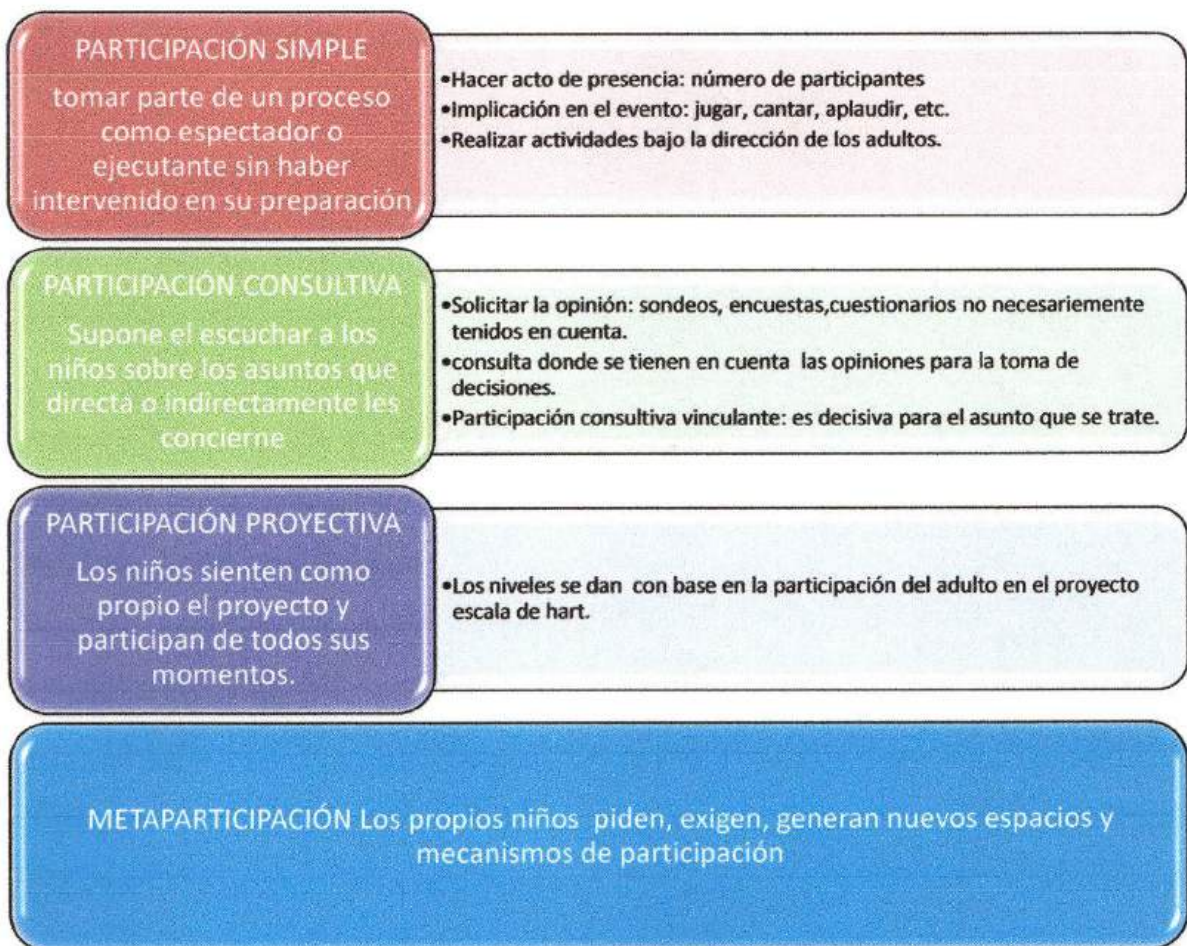 PARTICIPACIÓN SIMPLE
tomar parte de un proceso
como espectador o
ejecutante sin haber
intervenido en su preparación
•Hacer acto de presencia: número de participantes
•Implicación en el evento: jugar, cantar, aplaudir, etc.
•Realizar actividades bajo la dirección de los adultos.
PARTICIPACIÓN CONSULTIVA
Supone el escuchar a los
niños sobre los asuntos que
directa o indirectamente les
concierne
•Solicitar la opinión: sondeos, encuestas,cuestionarios no necesariemente
tenidos en cuenta.
•consulta donde se tienen en cuenta las opiniones para la toma de
decisiones.
•Participación consultiva vinculante: es decisiva para el asunto que se trate.
PARTICIPACIÓN PROYECTIVA
Los niños sienten como
propio el proyecto y
participan de todos sus
momentos.
•Los niveles se dan con base en la participación del adulto en el proyecto
escala de hart.
METAPARTICIPACIÓN Los propios niños piden, exigen, generan nuevos espacios y
mecanismos de participación